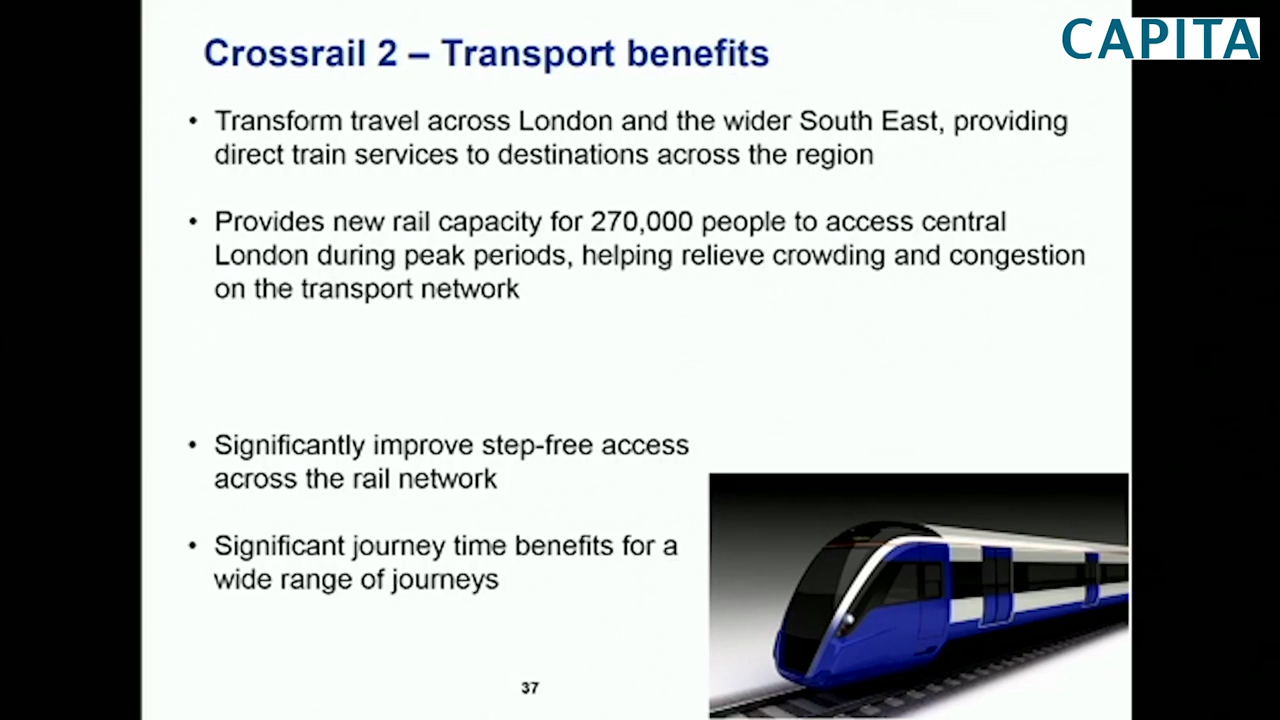 Crossrail 2 – Transport benefits
CAPITA
• Transform travel across London and the wider South East, providing
direct train services to destinations across the region
• Provides new rail capacity for 270,000 people to access central
London during peak periods, helping relieve crowding and congestion
on the transport network
• Significantly improve step-free access
across the rail network
• Significant journey time benefits for a
wide range of journeys
37